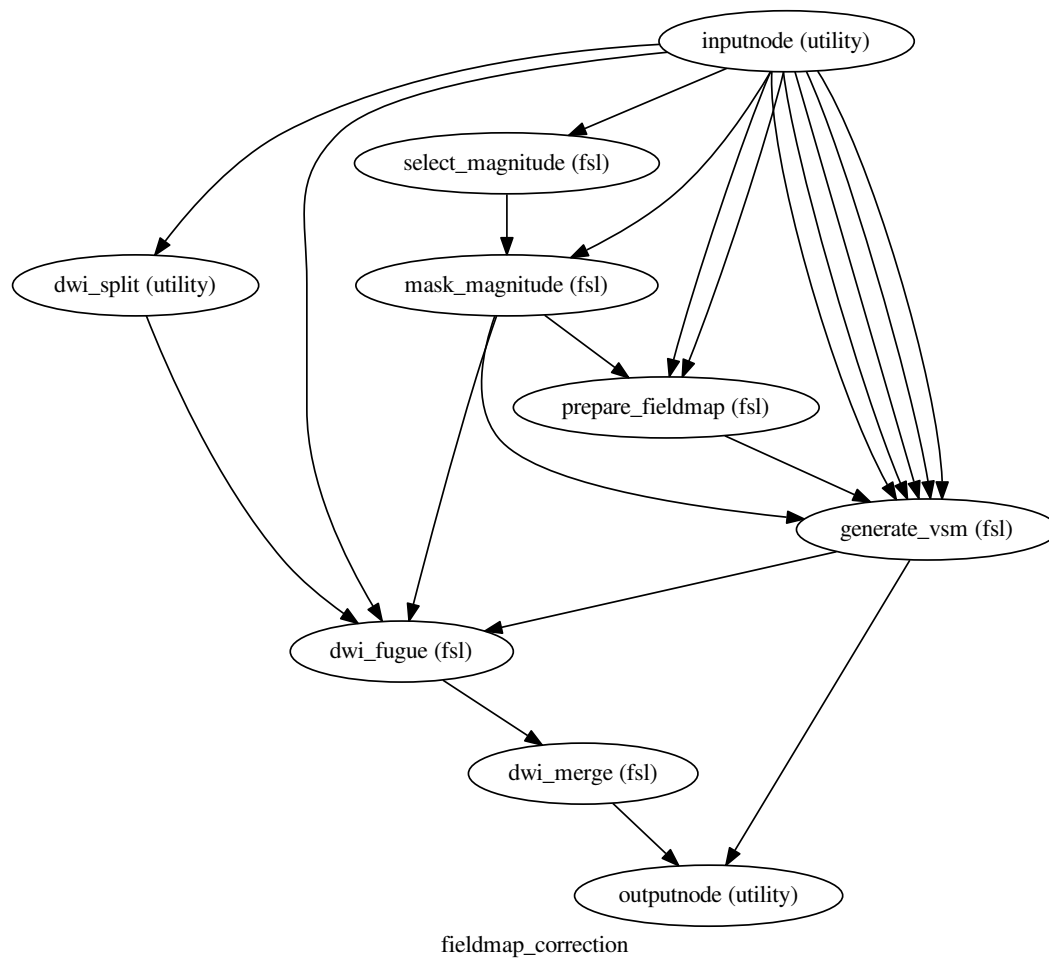 inputnode (utility)
select_magnitude (fsl)
dwi_split (utility)
mask_magnitude (fsl)
prepare_fieldmap (fsl)
generate_vsm (fsl)
dwi_fugue (fsl)
dwi_merge (fsl)
outputnode (utility)
fieldmap_correction